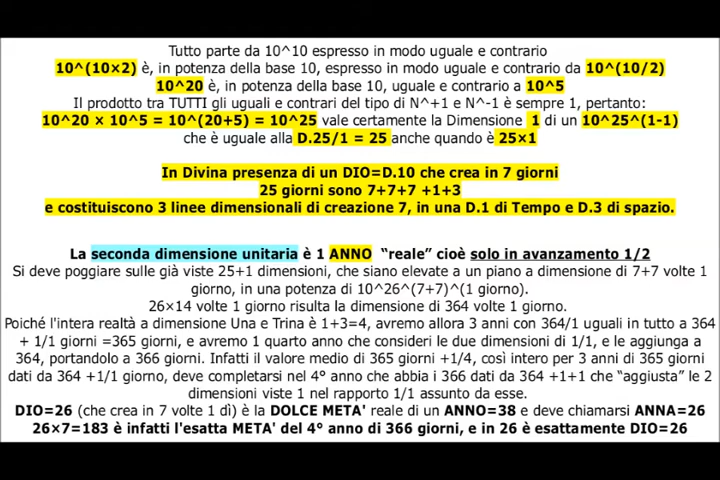 Tutto parte da 10^10 espresso in modo uguale e contrario
10^(10×2) è, in potenza della base 10, espresso in modo uguale e contrario da 10^(10/2)
10^20 è, in potenza della base 10, uguale e contrario a 10^5
Il prodotto tra TUTTI gli uguali e contrari del tipo di N^+1 e N^-1 è sempre 1, pertanto:
10^20 × 10^5 = 10^(20+5) = 10^25 vale certamente la Dimensione 1 di un 10^25^(1-1)
che è uguale alla D.25/1 = 25 anche quando è 25×1
In Divina presenza di un DIO=D.10 che crea in 7 giorni
25 giorni sono 7+7+7 +1+3
e costituiscono 3 linee dimensionali di creazione 7, in una D.1 di Tempo e D.3 di spazio.
La seconda dimensione unitaria è 1 ANNO "reale" cioè solo in avanzamento 1/2
Si deve poggiare sulle già viste 25+1 dimensioni, che siano elevate a un piano a dimensione di 7+7 volte 1
giorno, in una potenza di 10^26^(7+7)^(1 giorno).
26×14 volte 1 giorno risulta la dimensione di 364 volte 1 giorno.
Poiché l'intera realtà a dimensione Una e Trina è 1+3=4, avremo allora 3 anni con 364/1 uguali in tutto a 364
+ 1/1 giorni =365 giorni, e avremo 1 quarto anno che consideri le due dimensioni di 1/1, e le aggiunga a
364, portandolo a 366 giorni. Infatti il valore medio di 365 giorni +1/4, così intero per 3 anni di 365 giorni
dati da 364 +1/1 giorno, deve completarsi nel 4° anno che abbia i 366 dati da 364 +1+1 che "aggiusta" le 2
dimensioni viste 1 nel rapporto 1/1 assunto da esse.
DIO=26 (che crea in 7 volte 1 dì) è la DOLCE META' reale di un ANNO=38 e deve chiamarsi ANNA=26
26×7=183 è infatti l'esatta META' del 4° anno di 366 giorni, e in 26 è esattamente DIO=26